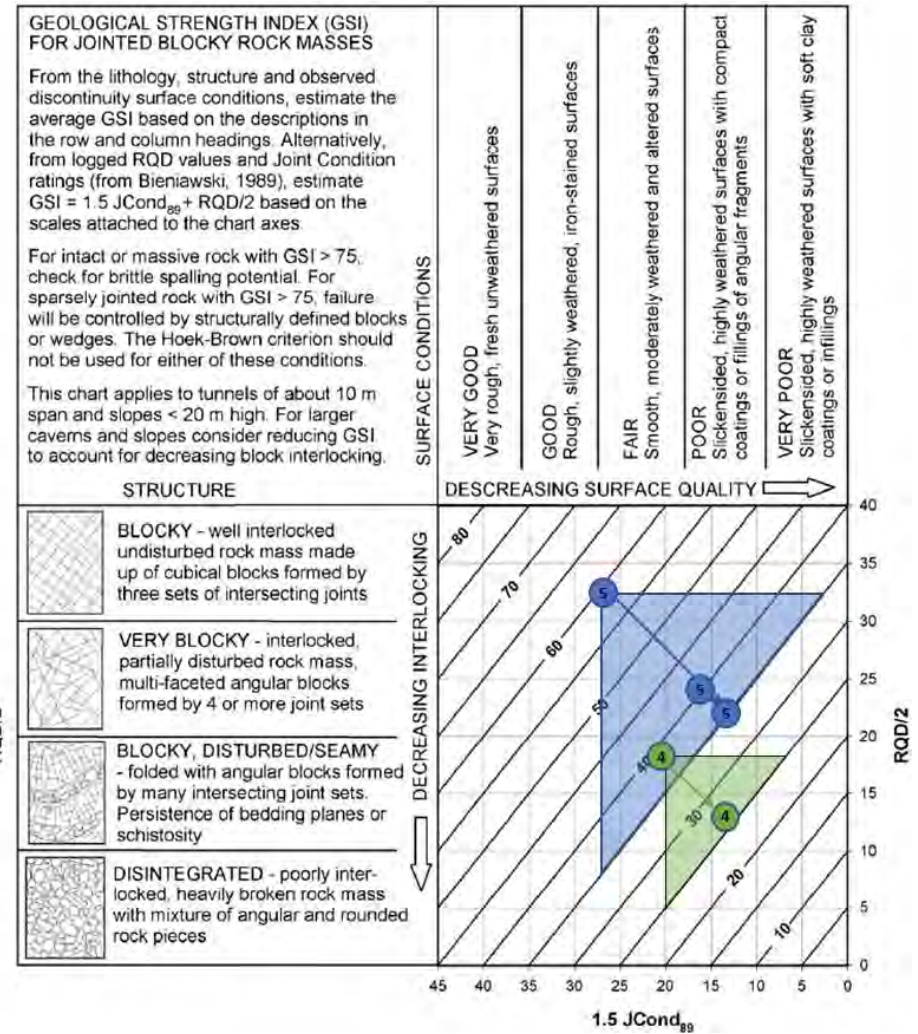 GEOLOGICAL STRENGTH INDEX (GSI)
FOR JOINTED BLOCKY ROCK MASSES
From the lithology, structure and observed
discontinuity surface conditions, estimate the
average GSI based on the descriptions in
the row and column headings. Alternatively,
from logged RQD values and Joint Condition
ratings (from Bieniawski, 1989), estimate
GSI = 1.5 JCond89 + RQD/2 based on the
scales attached to the chart axes.
For intact or massive rock with GSI > 75,
check for brittle spalling potential. For
sparsely jointed rock with GSI > 75, failure
will be controlled by structurally defined blocks
or wedges. The Hoek-Brown criterion should
not be used for either of these conditions.
This chart applies to tunnels of about 10 m
span and slopes < 20 m high. For larger
caverns and slopes consider reducing GSI
to account for decreasing block interlocking.
STRUCTURE
SURFACE CONDITIONS
VERY GOOD
Very rough, fresh unweathered surfaces
GOOD
Rough, slightly weathered, iron-stained surfaces
FAIR
Smooth, moderately weathered and altered surfaces
POOR
Slickensided, highly weathered surfaces with compact
coatings or fillings of angular fragments
VERY POOR
Slickensided, highly weathered surfaces with soft clay
coatings or infillings
DESCREASING SURFACE QUALITY
BLOCKY - well interlocked
undisturbed rock mass made
up of cubical blocks formed by
three sets of intersecting joints
VERY BLOCKY - interlocked,
partially disturbed rock mass,
multi-faceted angular blocks
formed by 4 or more joint sets
BLOCKY, DISTURBED/SEAMY
- folded with angular blocks formed
by many intersecting joint sets.
Persistence of bedding planes or
schistosity
DISINTEGRATED - poorly inter-
locked, heavily broken rock mass
with mixture of angular and rounded
rock pieces
DECREASING INTERLOCKING
80
70
60
50
40
30
20
10
5
5
5
4
4
40
35
30
25
20
15
10
5
0
RQD/2
45 40 35 30 25 20 15 10 5 0
1.5 JCond89